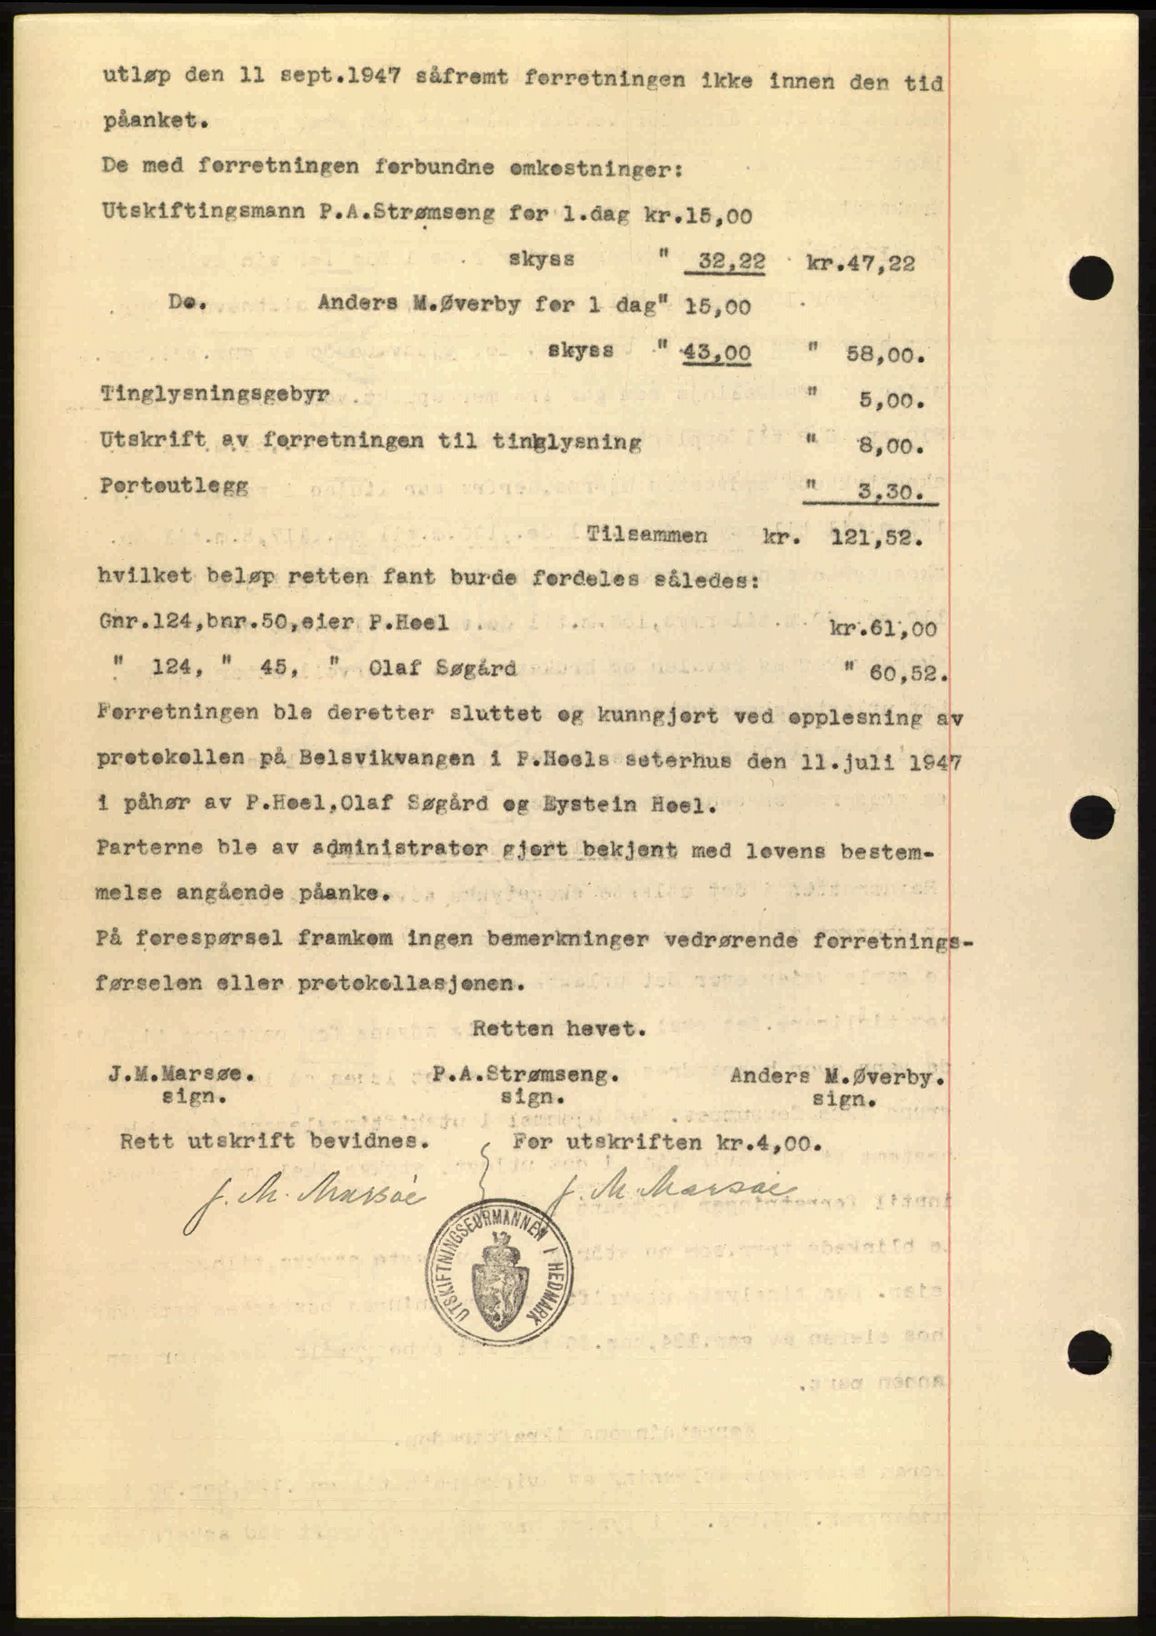 utløp den 11 sept.1947 såfremt forretningen ikke innen den tid
påanket.
De med forretningen forbundne omkostninger:
Utskiftingsmann P.A.Strømseng for 1.dag kr.15,00
skyss " 32,22 kr.47,22
Do. Anders M.Øverby for 1 dag" 15,00
skyss " 43,00 " 58,00.
Tinglysningsgebyr " 5,00.
Utskrift av forretningen til tinglysning " 8,00.
Portoutlegg " 3,30.
Tilsammen kr. 121,52.
hvilket beløp retten fant burde fordeles således:
Gnr.124,bnr.50,eier P.Hoel kr.61,00
" 124, " 45, " Olaf Søgård " 60,52.
Forretningen ble deretter sluttet og kunngjort ved opplesning av
protokollen på Belsvikvangen i P.Hoels seterhus den 11.juli 1947
i påhør av P.Hoel,Olaf Søgård og Eystein Hoel.
Parterne ble av administrator gjort bekjent med lovens bestem-
melse angående påanke.
På forespørsel framkom ingen bemerkninger vedrørende forretnings-
førselen eller protokollasjonen.
Retten hevet.
J.M.Marsøe. P.A.Strømseng. Anders M.Øverby.
sign. sign. sign.
Rett utskrift bevidnes. For utskriften kr.4,00.
J. M. Marsøe J. M. Marsøe
UTSKIFTNINGSFORMANNEN I HEDMARK